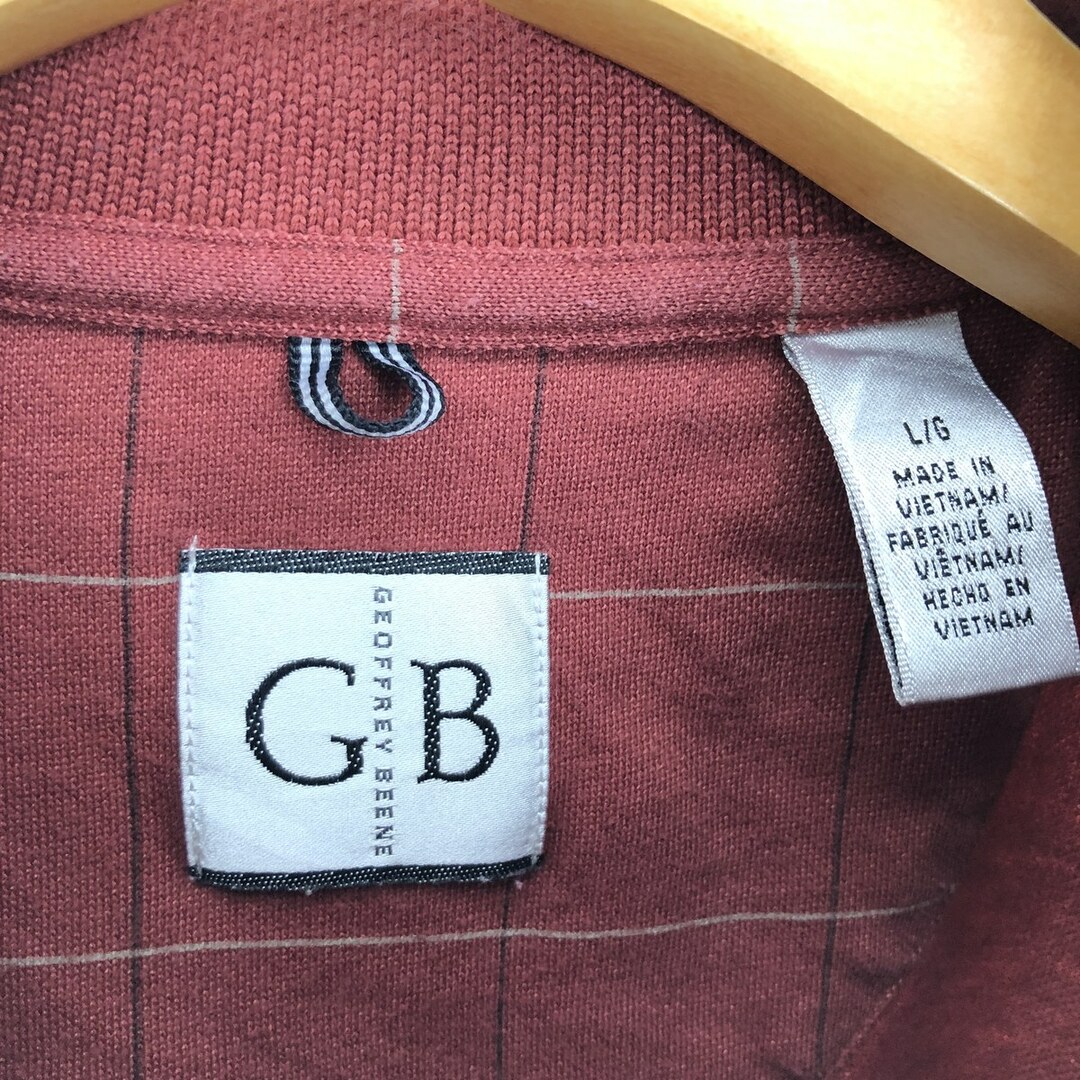 GB
GEOFFREY BEENE
L/G
MADE IN
VIETNAM/
FABRIQUÉ AU
VIÊTNAM/
HECHO EN
VIETNAM